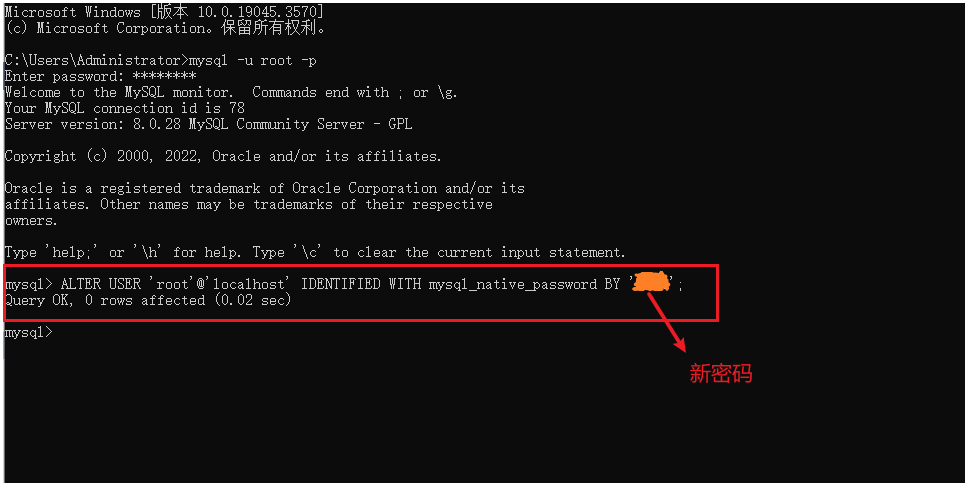 Microsoft Windows [版本 10.0.19045.3570]
(c) Microsoft Corporation。保留所有权利。
C:\Users\Administrator>mysql -u root -p
Enter password: ********
Welcome to the MySQL monitor.  Commands end with ; or \g.
Your MySQL connection id is 78
Server version: 8.0.28 MySQL Community Server - GPL
Copyright (c) 2000, 2022, Oracle and/or its affiliates.
Oracle is a registered trademark of Oracle Corporation and/or its
affiliates. Other names may be trademarks of their respective
owners.
Type 'help;' or '\h' for help. Type '\c' to clear the current input statement.
mysql> ALTER USER 'root'@'localhost' IDENTIFIED WITH mysql_native_password BY '';
Query OK, 0 rows affected (0.02 sec)
mysql>
新密码